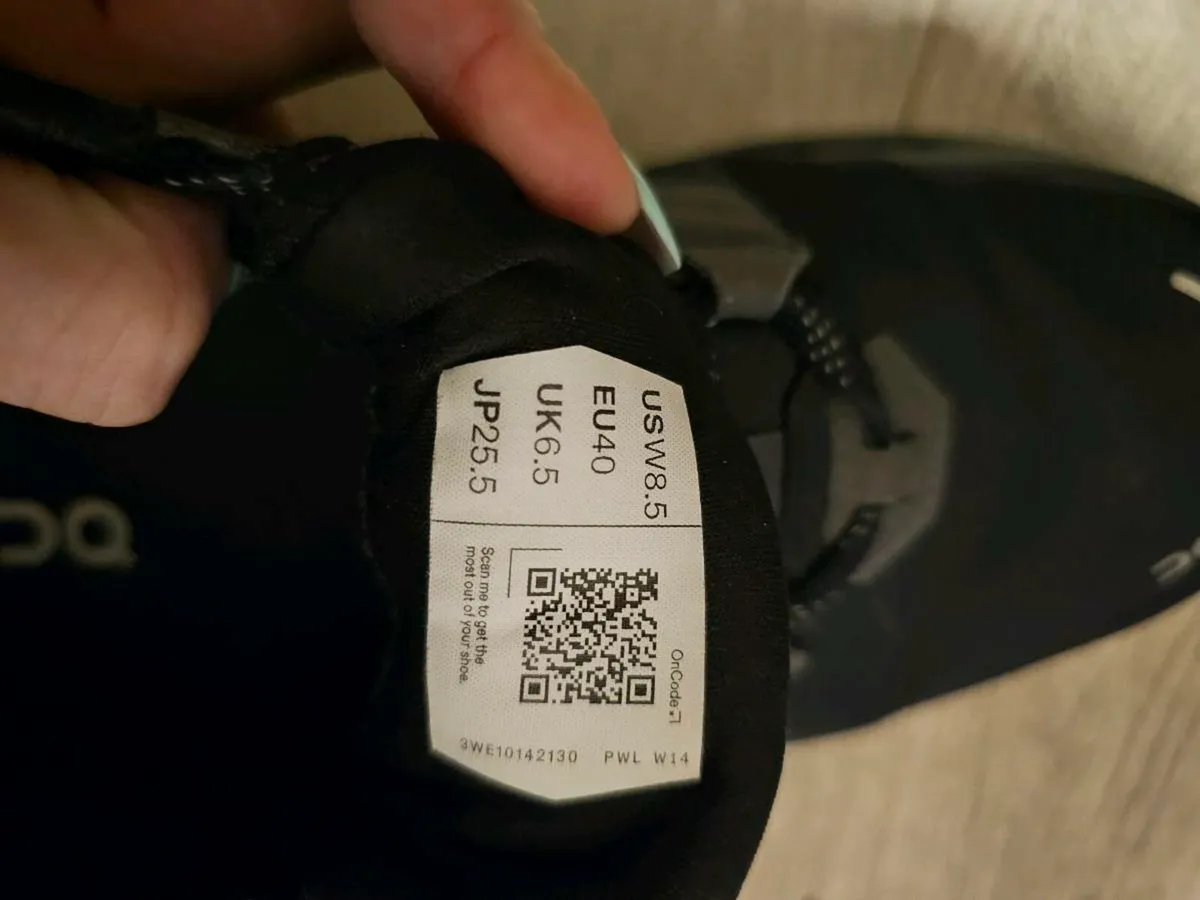 USW8.5
EU40
UK6.5
JP25.5
OnCode
Scan me to get the
most out of your shoe.
3WE10142130 PWL W14